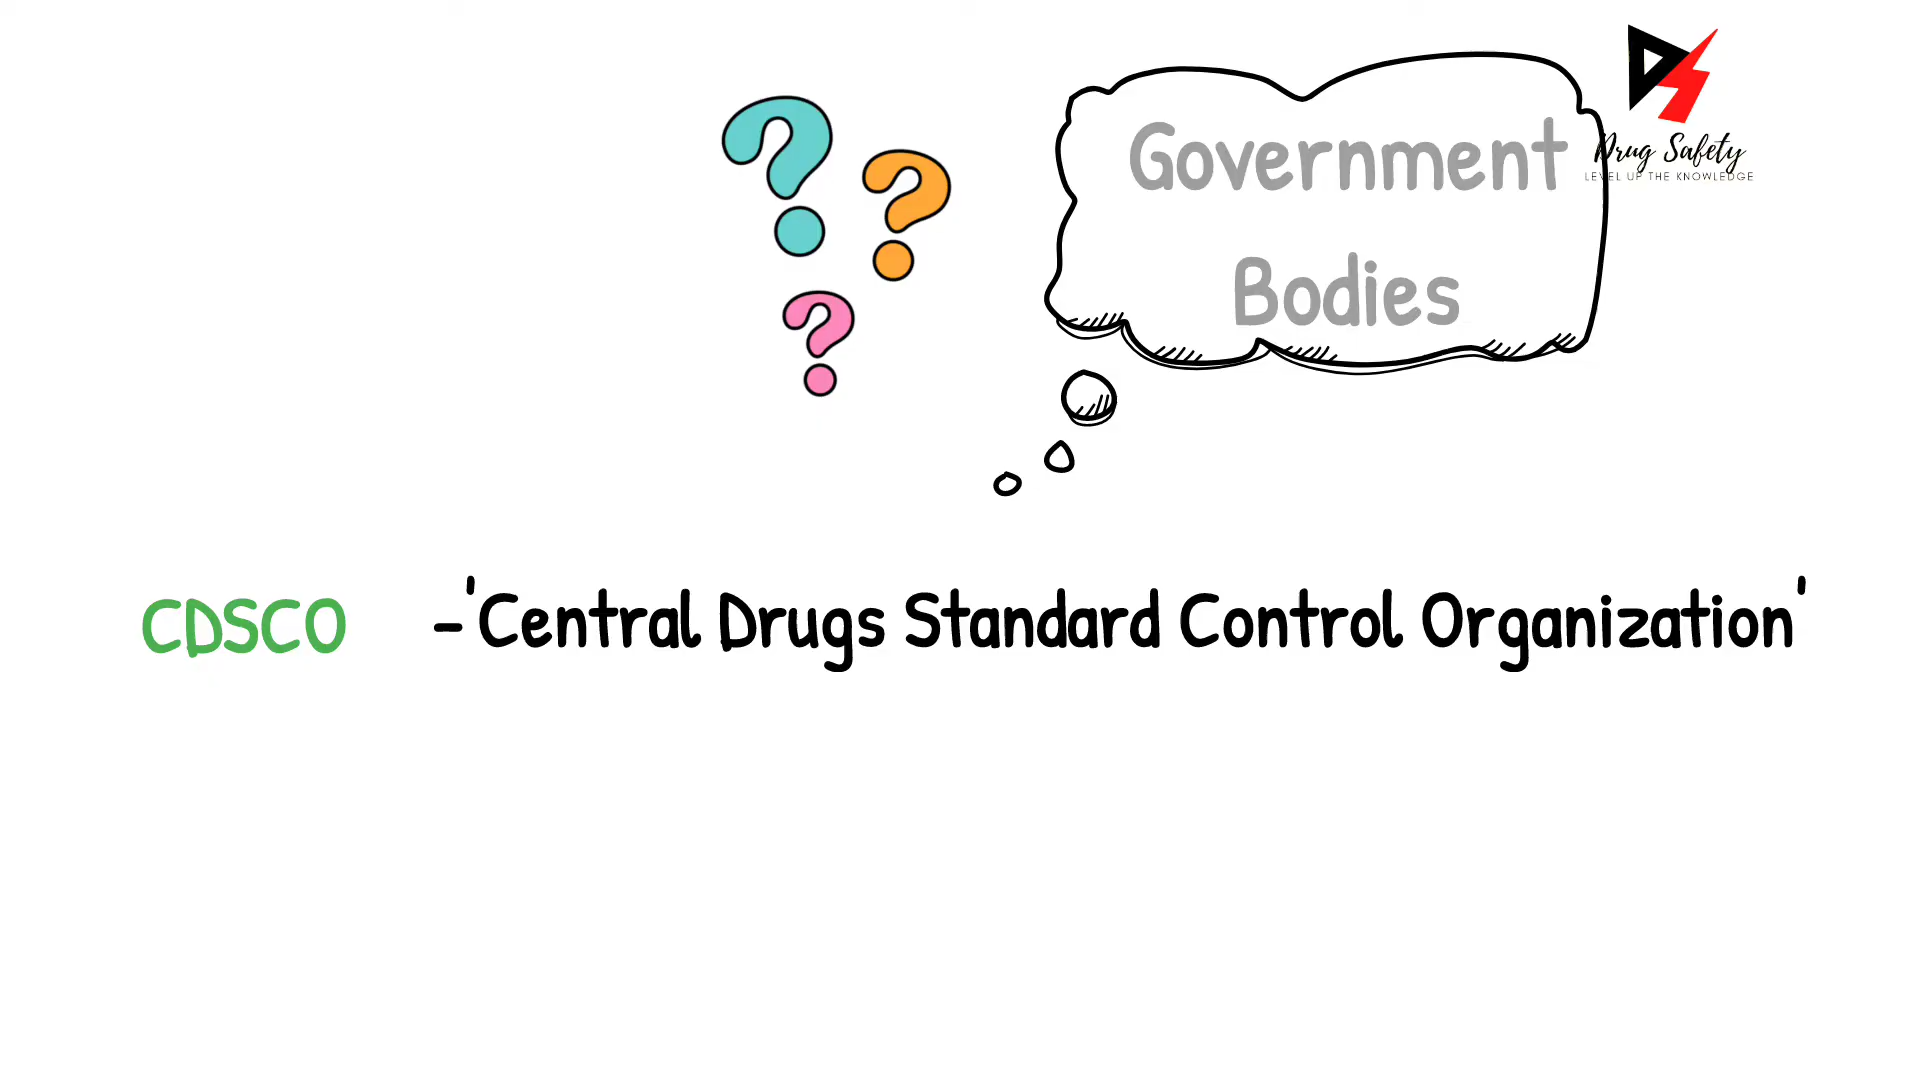 Government
Bodies
Drug Safety
LEVEL UP THE KNOWLEDGE
CDSCO -'Central Drugs Standard Control Organization'